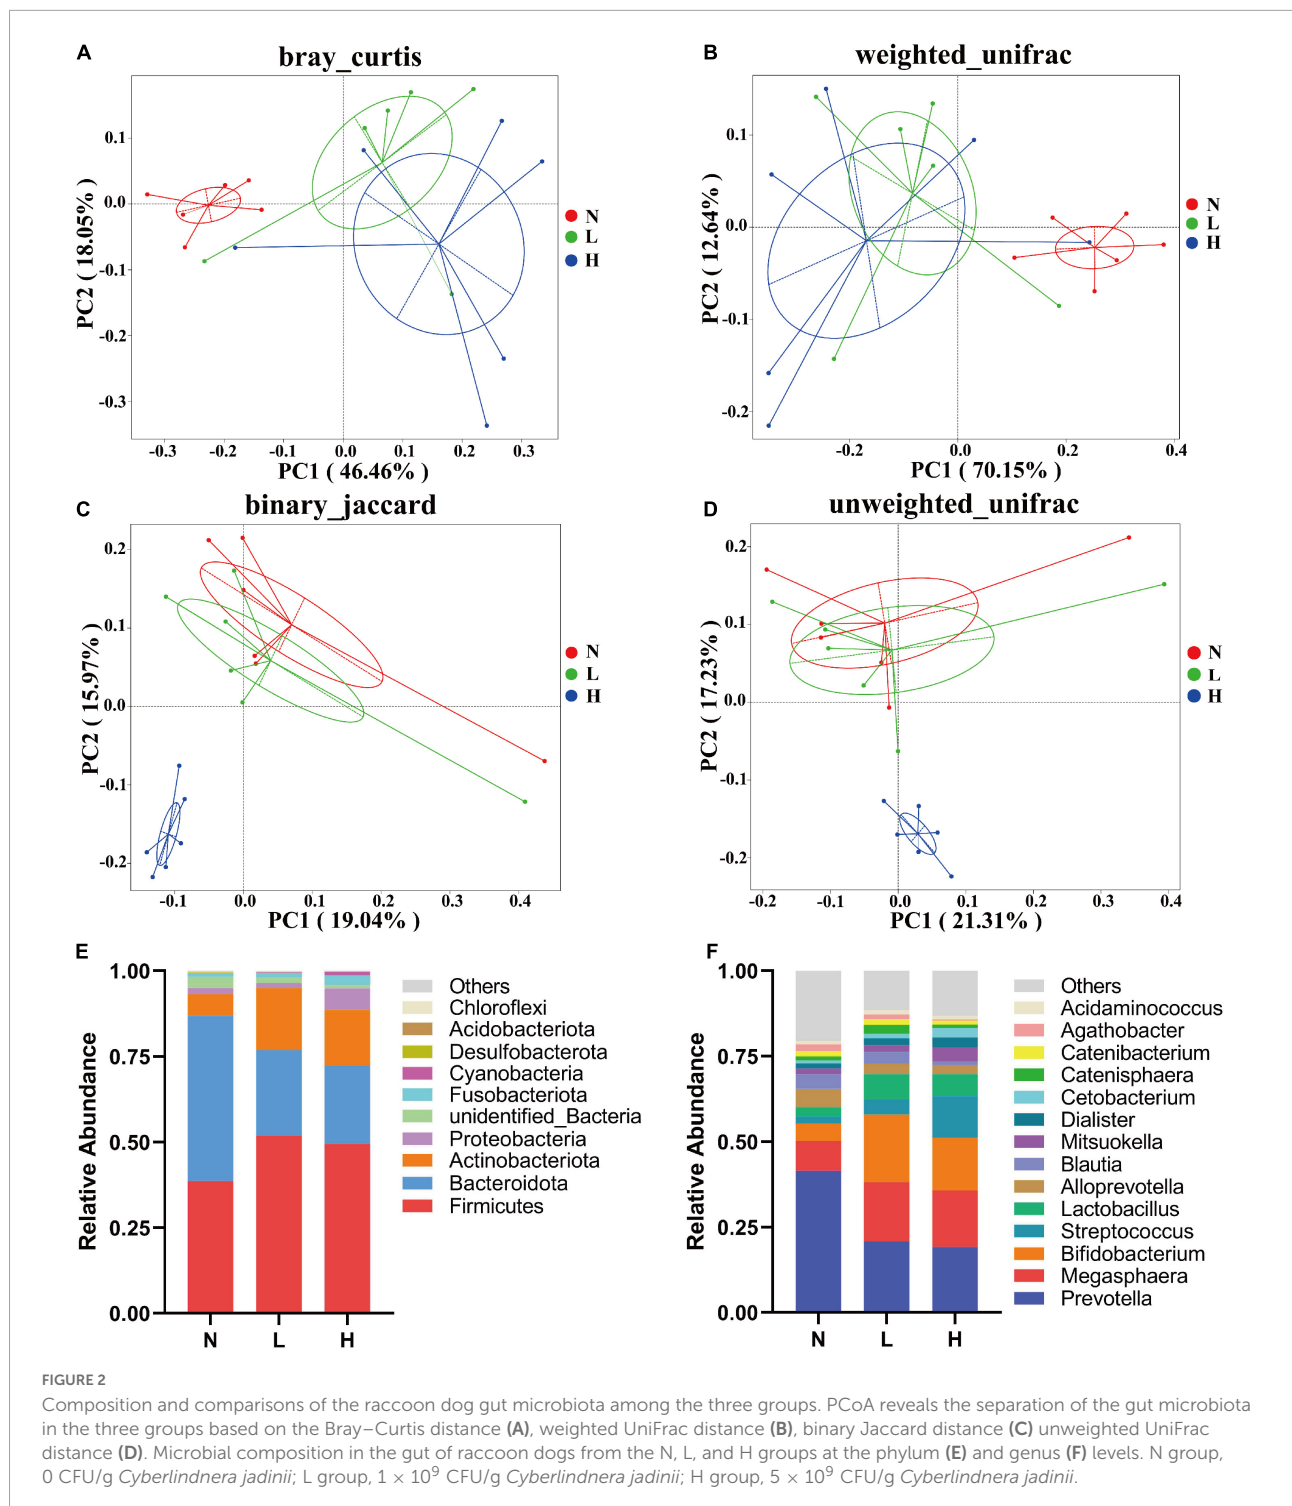 A
bray_curtis
PC2 ( 18.05% )
0.1
0.0
-0.1
-0.2
-0.3
-0.3
-0.2
-0.1
0.0
0.1
0.2
0.3
PC1 ( 46.46% )
N
L
H
B
weighted_unifrac
PC2 ( 12.64% )
0.1
0.0
-0.1
-0.2
-0.2
0.0
0.2
0.4
PC1 ( 70.15% )
N
L
H
C
binary_jaccard
PC2 ( 15.97% )
0.2
0.1
0.0
-0.1
-0.2
-0.1
0.0
0.1
0.2
0.3
0.4
PC1 ( 19.04% )
N
L
H
D
unweighted_unifrac
PC2 ( 17.23% )
0.2
0.1
0.0
-0.1
-0.2
-0.2
-0.1
0.0
0.1
0.2
0.3
0.4
PC1 ( 21.31% )
N
L
H
E
Relative Abundance
1.00
0.75
0.50
0.25
0.00
N
L
H
Others
Chloroflexi
Acidobacteriota
Desulfobacterota
Cyanobacteria
Fusobacteriota
unidentified_Bacteria
Proteobacteria
Actinobacteriota
Bacteroidota
Firmicutes
F
Relative Abundance
1.00
0.75
0.50
0.25
0.00
N
L
H
Others
Acidaminococcus
Agathobacter
Catenibacterium
Catenisphaera
Cetobacterium
Dialister
Mitsuokella
Blautia
Alloprevotella
Lactobacillus
Streptococcus
Bifidobacterium
Megasphaera
Prevotella
FIGURE 2
Composition and comparisons of the raccoon dog gut microbiota among the three groups. PCoA reveals the separation of the gut microbiota
in the three groups based on the Bray–Curtis distance (A), weighted UniFrac distance (B), binary Jaccard distance (C) unweighted UniFrac
distance (D). Microbial composition in the gut of raccoon dogs from the N, L, and H groups at the phylum (E) and genus (F) levels. N group,
0 CFU/g Cyberlindnera jadinii; L group, 1 × 10⁹ CFU/g Cyberlindnera jadinii; H group, 5 × 10⁹ CFU/g Cyberlindnera jadinii.